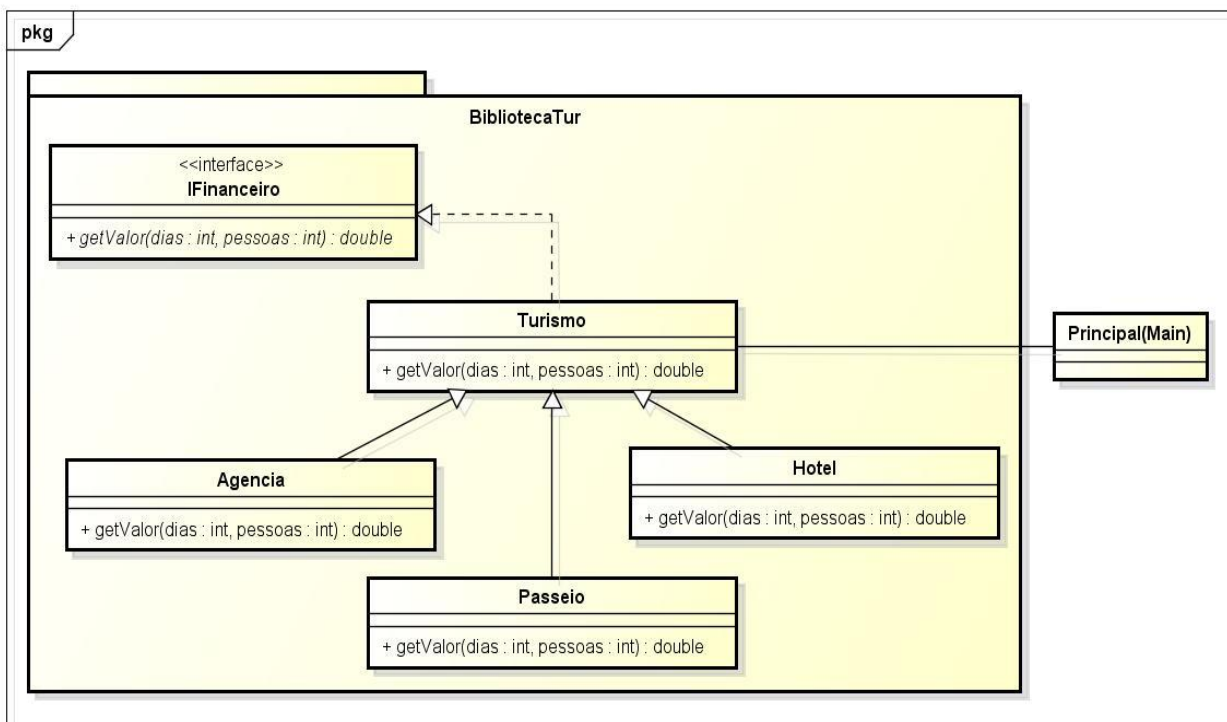 pkg
BibliotecaTur
<<interface>>
IFinanceiro
+ getValor(dias : int, pessoas : int) : double
Turismo
+ getValor(dias : int, pessoas : int) : double
Principal(Main)
Agencia
+ getValor(dias : int, pessoas : int) : double
Hotel
+ getValor(dias : int, pessoas : int) : double
Passeio
+ getValor(dias : int, pessoas : int) : double